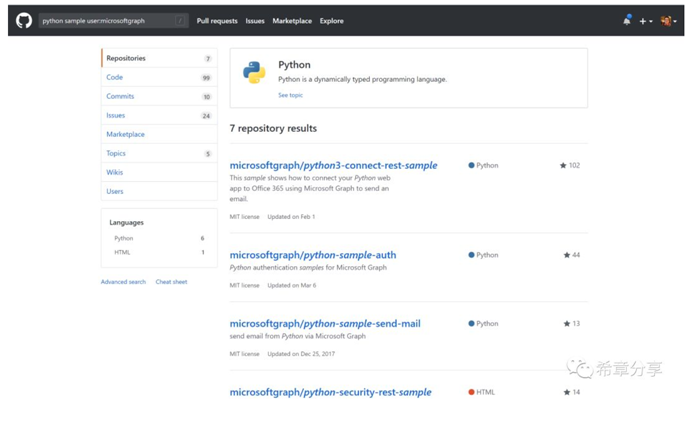 python sample user:microsoftgraph
/
Pull requests Issues Marketplace Explore
Repositories 7
Code 99
Commits 10
Issues 24
Marketplace
Topics 5
Wikis
Users
Languages
Python 6
HTML 1
Advanced search Cheat sheet
Python
Python is a dynamically typed programming language.
See topic
7 repository results
microsoftgraph/python3-connect-rest-sample
Python
102
This sample shows how to connect your Python web
app to Office 365 using Microsoft Graph to send an
email.
MIT license Updated on Feb 1
microsoftgraph/python-sample-auth
Python
44
Python authentication samples for Microsoft Graph
MIT license Updated on Mar 6
microsoftgraph/python-sample-send-mail
Python
13
send email from Python via Microsoft Graph
MIT license Updated on Dec 25, 2017
microsoftgraph/python-security-rest-sample
HTML
14
希章分享